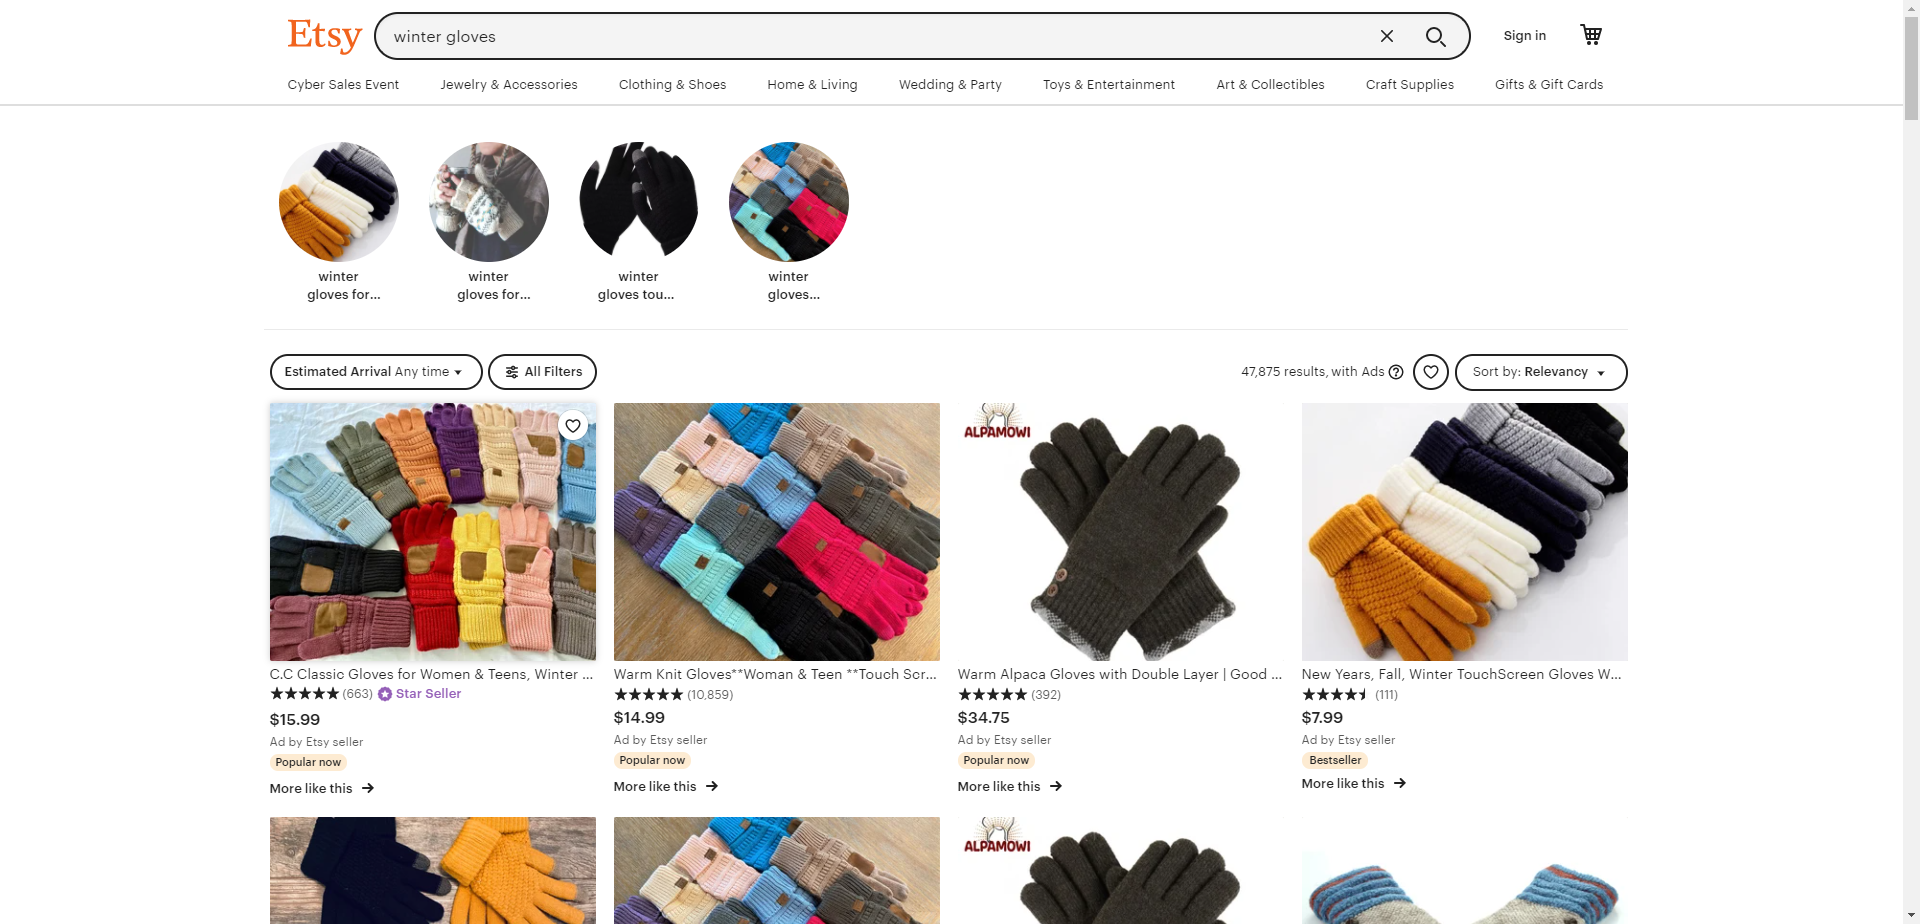 Etsy
winter gloves
Sign in
Cyber Sales Event
Jewelry & Accessories
Clothing & Shoes
Home & Living
Wedding & Party
Toys & Entertainment
Art & Collectibles
Craft Supplies
Gifts & Gift Cards
winter
gloves for...
winter
gloves for...
winter
gloves tou...
winter
gloves...
Estimated Arrival Any time
All Filters
47,875 results, with Ads
Sort by: Relevancy
C.C Classic Gloves for Women & Teens, Winter ...
(663) Star Seller
$15.99
Ad by Etsy seller
Popular now
More like this
Warm Knit Gloves**Woman & Teen **Touch Scr...
(10,859)
$14.99
Ad by Etsy seller
Popular now
More like this
ALPAMOWI
Warm Alpaca Gloves with Double Layer | Good ...
(392)
$34.75
Ad by Etsy seller
Popular now
More like this
New Years, Fall, Winter TouchScreen Gloves W...
(111)
$7.99
Ad by Etsy seller
Bestseller
More like this
ALPAMOWI